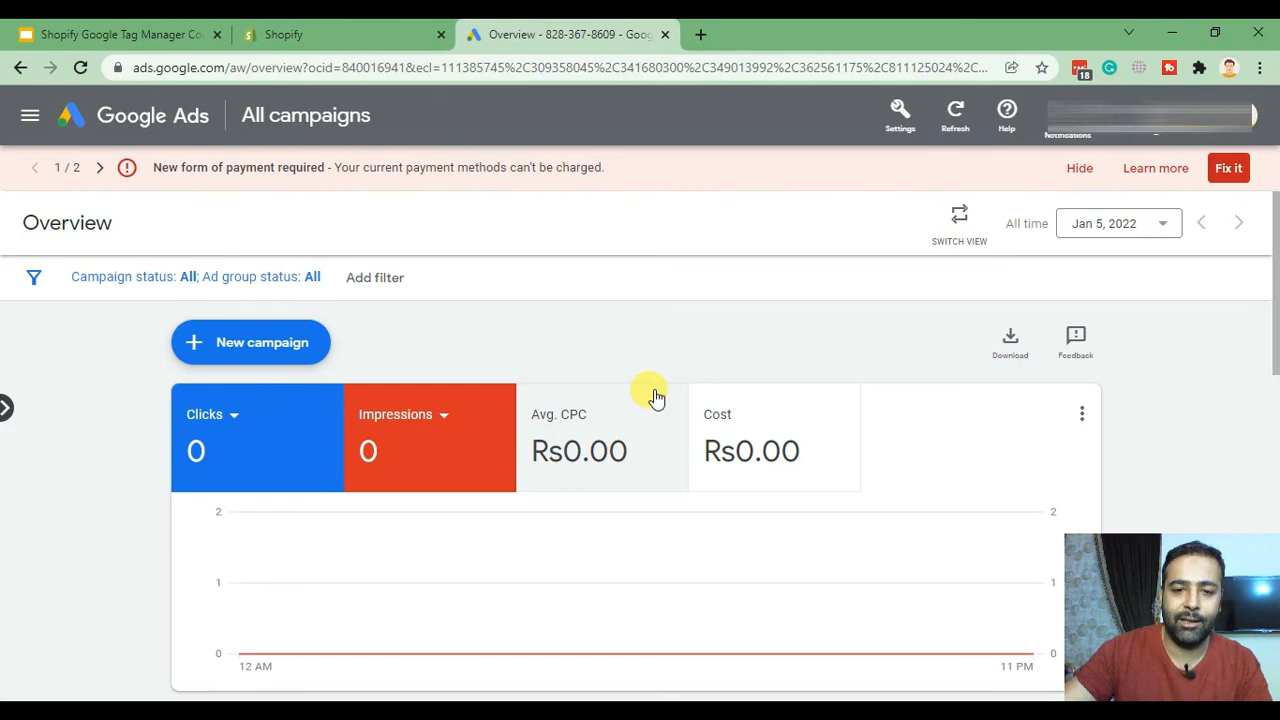 Shopify Google Tag Manager Co
Shopify
Overview - 828-367-8609 - Goog
ads.google.com/aw/overview?ocid=840016941&ecl=111385745%2C309358045%2C341680300%2C349013992%2C362561175%2C811125024%2C...
18
Google Ads
All campaigns
Settings
Refresh
Help
Notifications
1 / 2
New form of payment required - Your current payment methods can't be charged.
Hide
Learn more
Fix it
Overview
SWITCH VIEW
All time
Jan 5, 2022
Campaign status: All; Ad group status: All
Add filter
New campaign
Download
Feedback
Clicks
Impressions
Avg. CPC
Cost
0
0
Rs0.00
Rs0.00
2
2
1
1
0
0
12 AM
11 PM